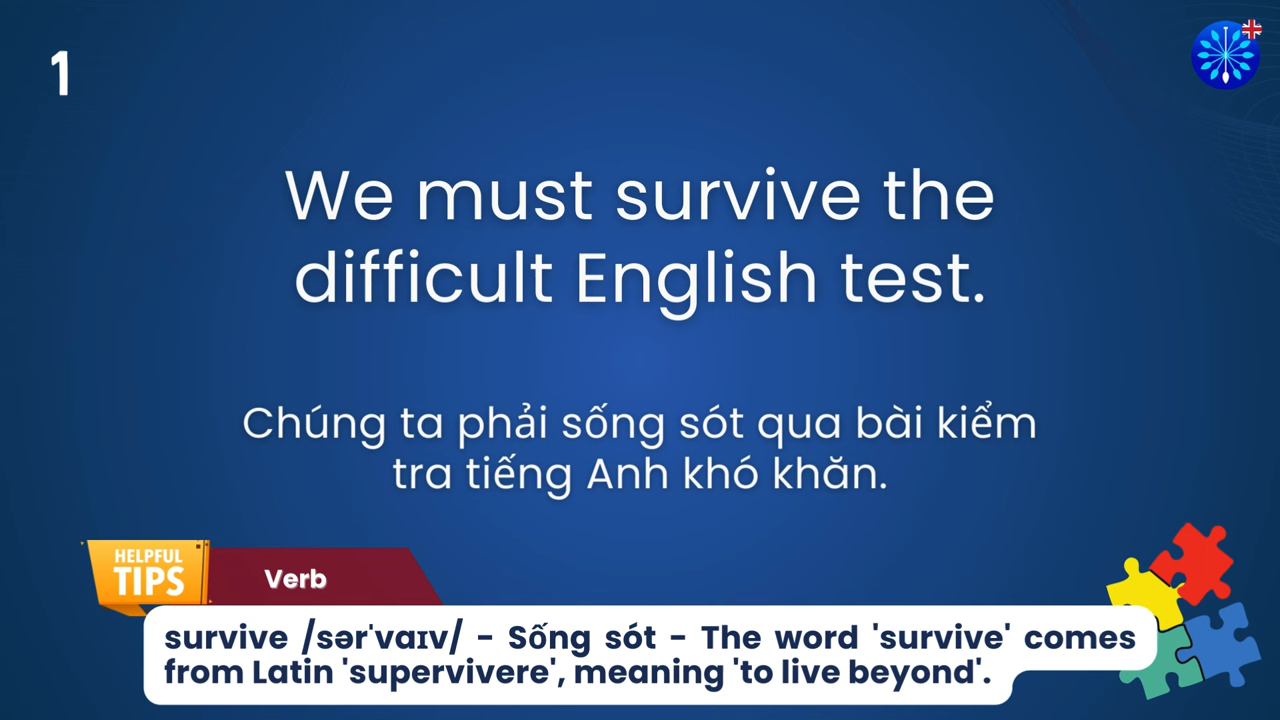 1
We must survive the
difficult English test.
Chúng ta phải sống sót qua bài kiểm
tra tiếng Anh khó khăn.
HELPFUL
TIPS
Verb
survive /sərˈvaɪv/ - Sống sót - The word 'survive' comes
from Latin 'supervivere', meaning 'to live beyond'.